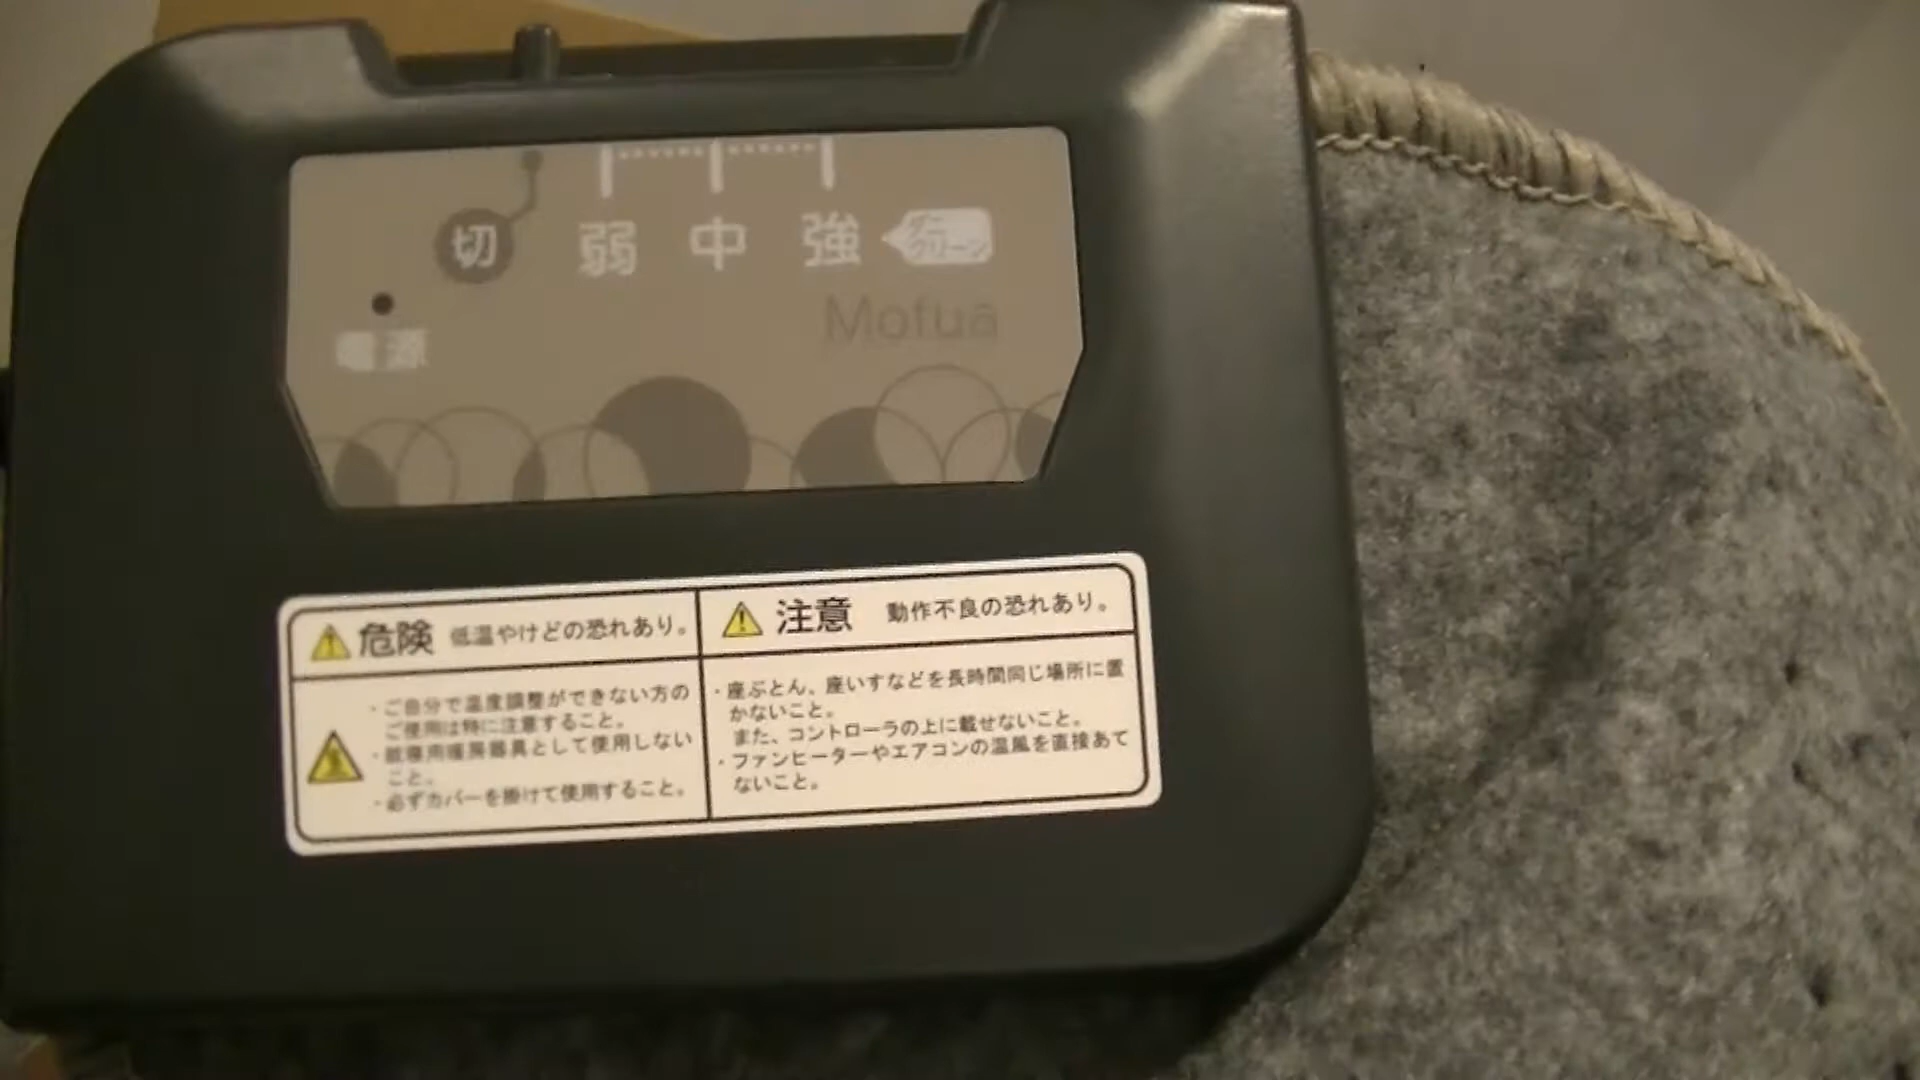 切 弱 中 強 ダニクリーン
電源
Mofua
危険 低温やけどの恐れあり。
・ご自分で温度調整ができない方の
ご使用は特に注意すること。
・就寝用暖房器具として使用しない
こと。
・必ずカバーを掛けて使用すること。
注意 動作不良の恐れあり。
・座ぶとん、座いすなどを長時間同じ場所に置
かないこと。
また、コントローラの上に載せないこと。
・ファンヒーターやエアコンの温風を直接あて
ないこと。